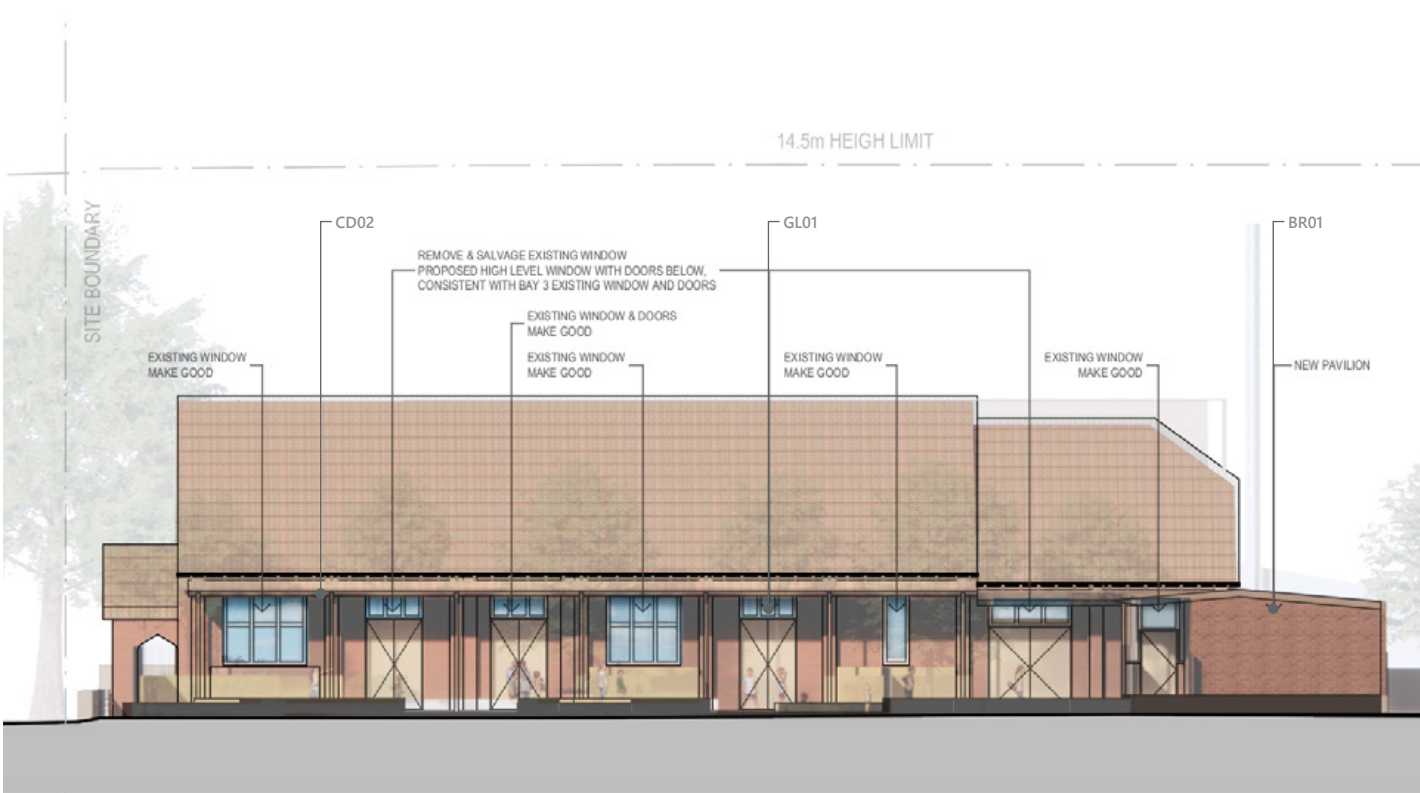 14.5m HEIGH LIMIT
SITE BOUNDARY
CD02
GL01
BR01
REMOVE & SALVAGE EXISTING WINDOW
PROPOSED HIGH LEVEL WINDOW WITH DOORS BELOW,
CONSISTENT WITH BAY 3 EXISTING WINDOW AND DOORS
EXISTING WINDOW & DOORS
MAKE GOOD
EXISTING WINDOW
MAKE GOOD
EXISTING WINDOW
MAKE GOOD
EXISTING WINDOW
MAKE GOOD
EXISTING WINDOW
MAKE GOOD
NEW PAVILION